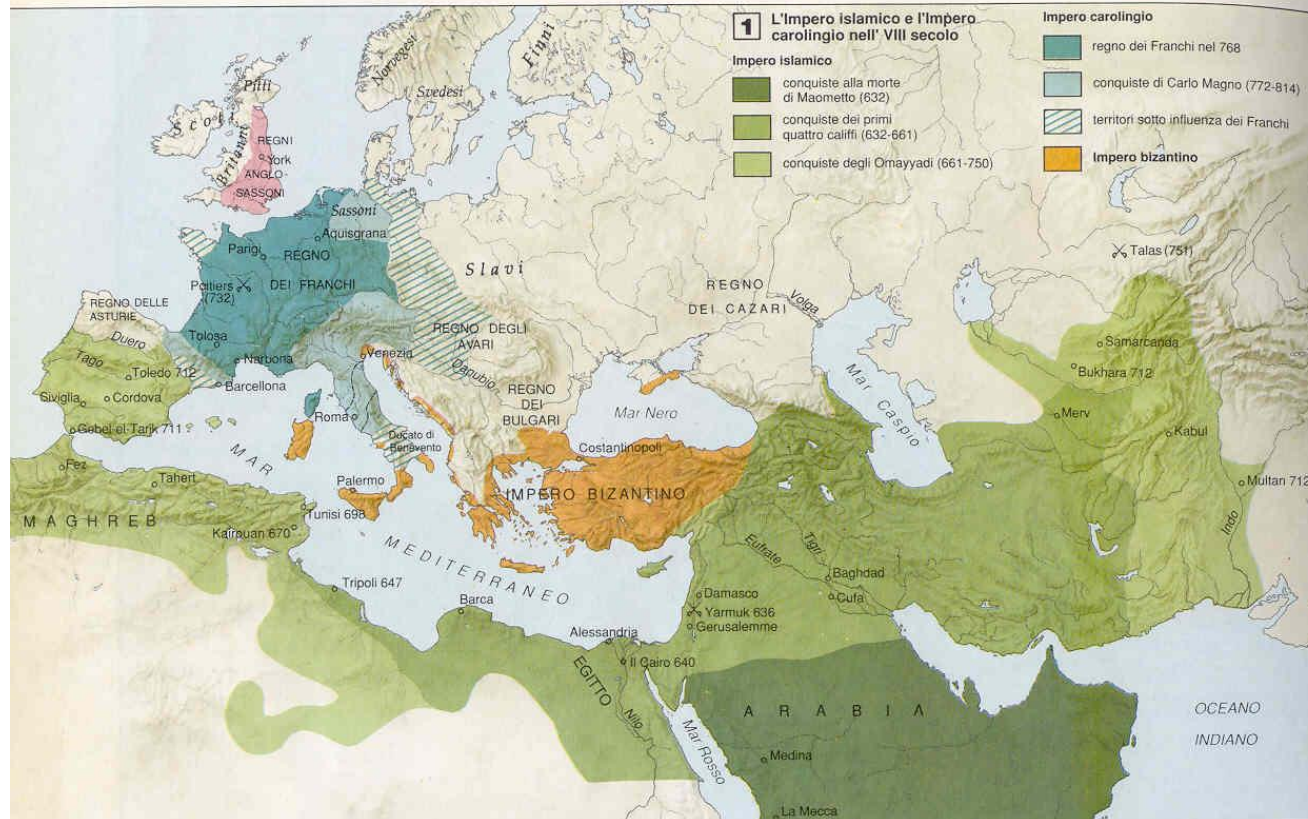 1 L'Impero islamico e l'Impero
carolingio nell' VIII secolo
Impero islamico
conquiste alla morte
di Maometto (632)
conquiste dei primi
quattro califfi (632-661)
conquiste degli Omayyadi (661-750)
Impero carolingio
regno dei Franchi nel 768
conquiste di Carlo Magno (772-814)
territori sotto influenza dei Franchi
Impero bizantino
Norvegesi
Finni
Svedesi
Pitti
Scoti
Britanni
REGNI
York
ANGLO-
SASSONI
Sassoni
Aquisgrana
Parigi
REGNO
DEI FRANCHI
Poitiers
(732)
Slavi
Talas (751)
REGNO
DEI CAZARI
Volga
REGNO DELLE
ASTURIE
Duero
Tolosa
Narbona
Barcellona
Tago
Toledo 712
Siviglia
Cordova
Gebel el-Tarik 711
Venezia
REGNO DEGLI
AVARI
Danubio
REGNO
DEI
BULGARI
Mar Nero
Mar Caspio
Samarcanda
Bukhara 712
Merv
Kabul
Multan 712
Indo
Roma
Ducato di
Benevento
Costantinopoli
IMPERO BIZANTINO
Palermo
MAR
MEDITERRANEO
Fez
Tahert
MAGHREB
Tunisi 698
Kairouan 670
Tripoli 647
Barca
Alessandria
Il Cairo 640
EGITTO
Nilo
Eufrate
Tigri
Baghdad
Cufa
Damasco
Yarmuk 636
Gerusalemme
ARABIA
Mar Rosso
Medina
La Mecca
OCEANO
INDIANO